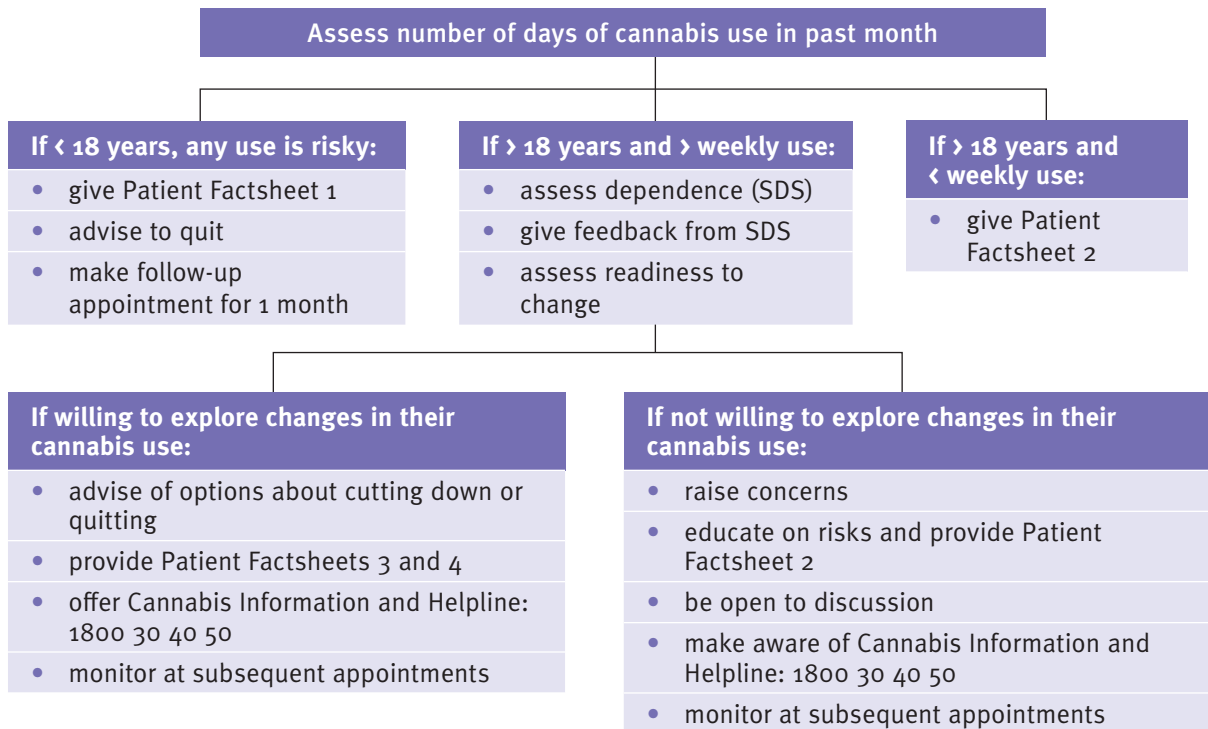 Assess number of days of cannabis use in past month
If < 18 years, any use is risky:
• give Patient Factsheet 1
• advise to quit
• make follow-up
appointment for 1 month
If > 18 years and > weekly use:
• assess dependence (SDS)
• give feedback from SDS
• assess readiness to
change
If > 18 years and
< weekly use:
• give Patient
Factsheet 2
If willing to explore changes in their
cannabis use:
• advise of options about cutting down or
quitting
• provide Patient Factsheets 3 and 4
• offer Cannabis Information and Helpline:
1800 30 40 50
• monitor at subsequent appointments
If not willing to explore changes in their
cannabis use:
• raise concerns
• educate on risks and provide Patient
Factsheet 2
• be open to discussion
• make aware of Cannabis Information and
Helpline: 1800 30 40 50
• monitor at subsequent appointments